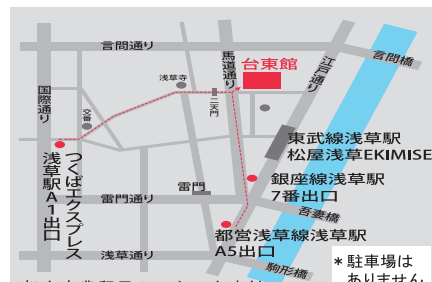 言問通り
馬道通り
台東館
江戸通り
言問橋
国際通り
浅草寺
交番
二天門
東武線浅草駅
松屋浅草EKIMISE
つくばエクスプレス
浅草駅A1出口
銀座線浅草駅
7番出口
雷門通り
雷門
吾妻橋
都営浅草線浅草駅
A5出口
浅草通り
駒形橋
*駐車場は
ありません